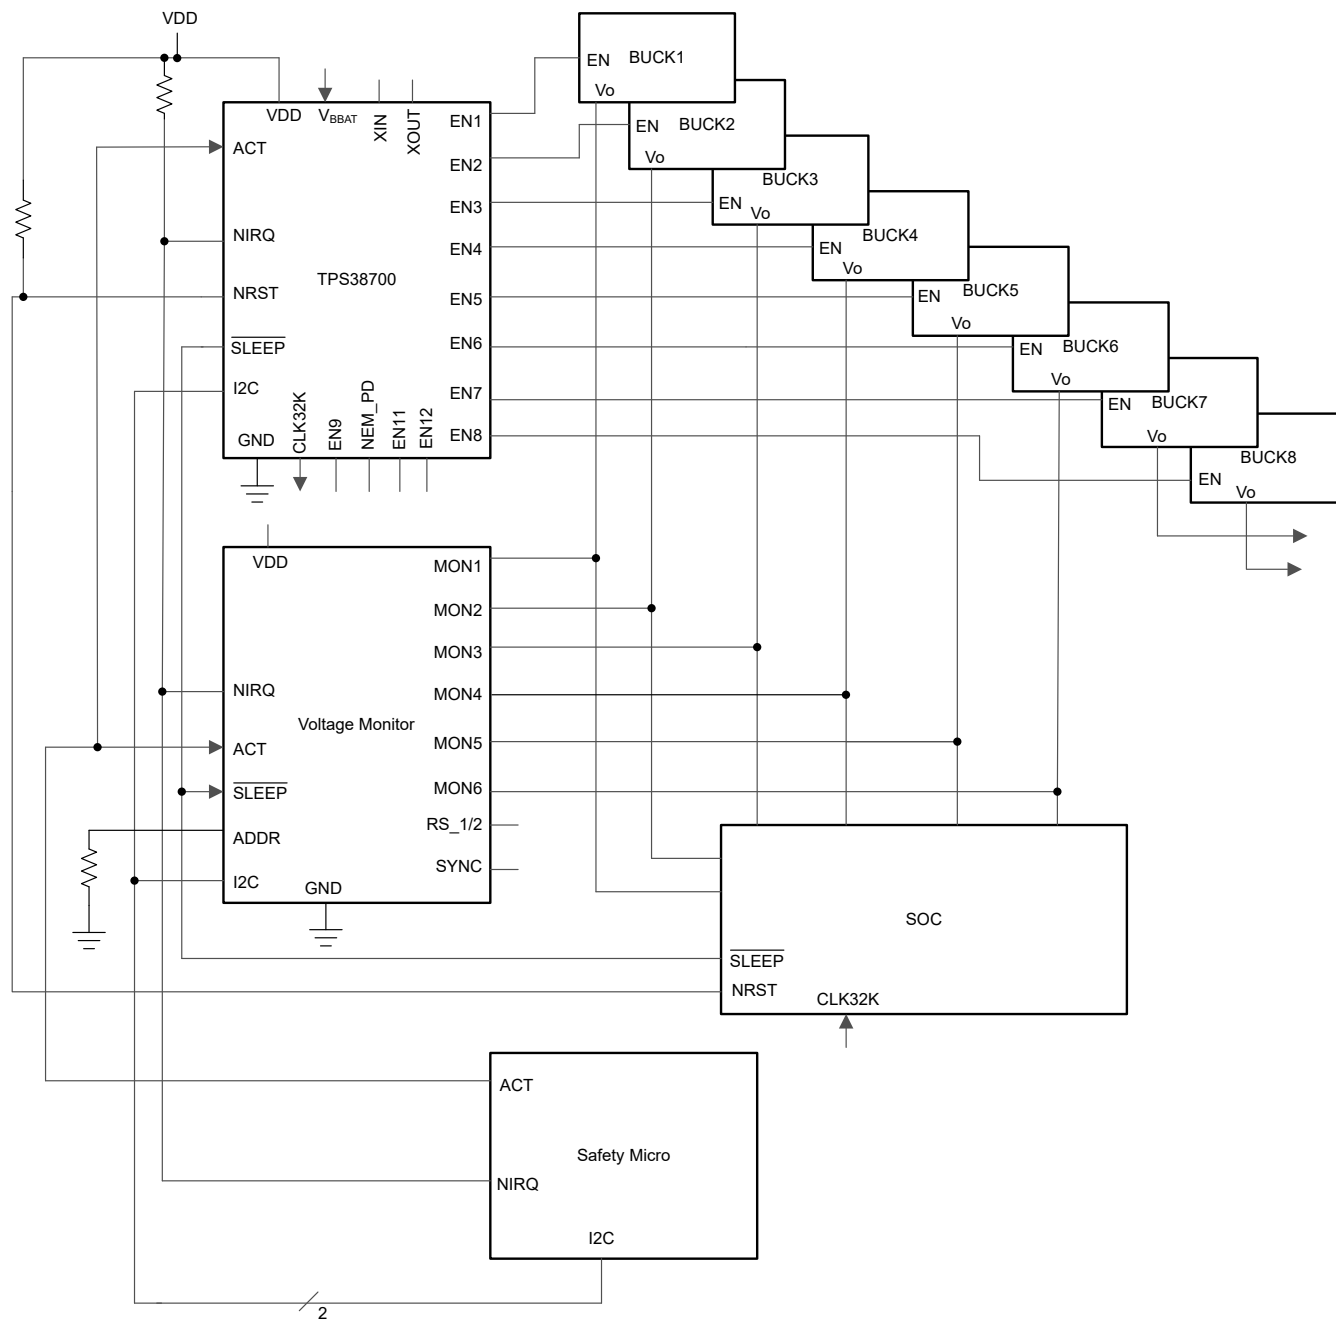 VDD
VDD
VBBAT
XIN
XOUT
ACT
NIRQ
NRST
SLEEP
I2C
GND
CLK32K
EN9
NEM_PD
EN11
EN12
TPS38700
EN1
EN2
EN3
EN4
EN5
EN6
EN7
EN8
EN
BUCK1
Vo
EN
BUCK2
Vo
EN
BUCK3
Vo
EN
BUCK4
Vo
EN
BUCK5
Vo
EN
BUCK6
Vo
EN
BUCK7
Vo
EN
BUCK8
Vo
VDD
NIRQ
ACT
SLEEP
ADDR
I2C
GND
Voltage Monitor
MON1
MON2
MON3
MON4
MON5
MON6
RS_1/2
SYNC
SOC
SLEEP
NRST
CLK32K
ACT
Safety Micro
NIRQ
I2C
2